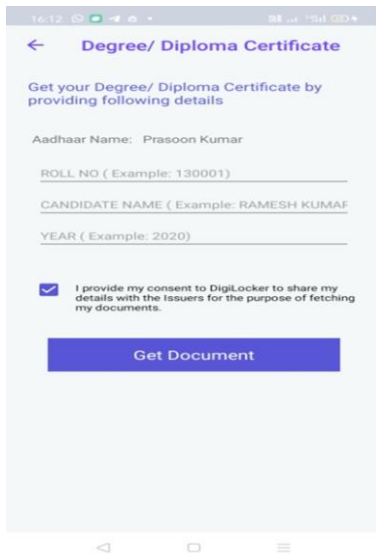 16:12
Degree/ Diploma Certificate
Get your Degree/ Diploma Certificate by
providing following details
Aadhaar Name: Prasoon Kumar
ROLL NO ( Example: 130001)
CANDIDATE NAME ( Example: RAMESH KUMAR
YEAR ( Example: 2020)
I provide my consent to DigiLocker to share my
details with the Issuers for the purpose of fetching
my documents.
Get Document